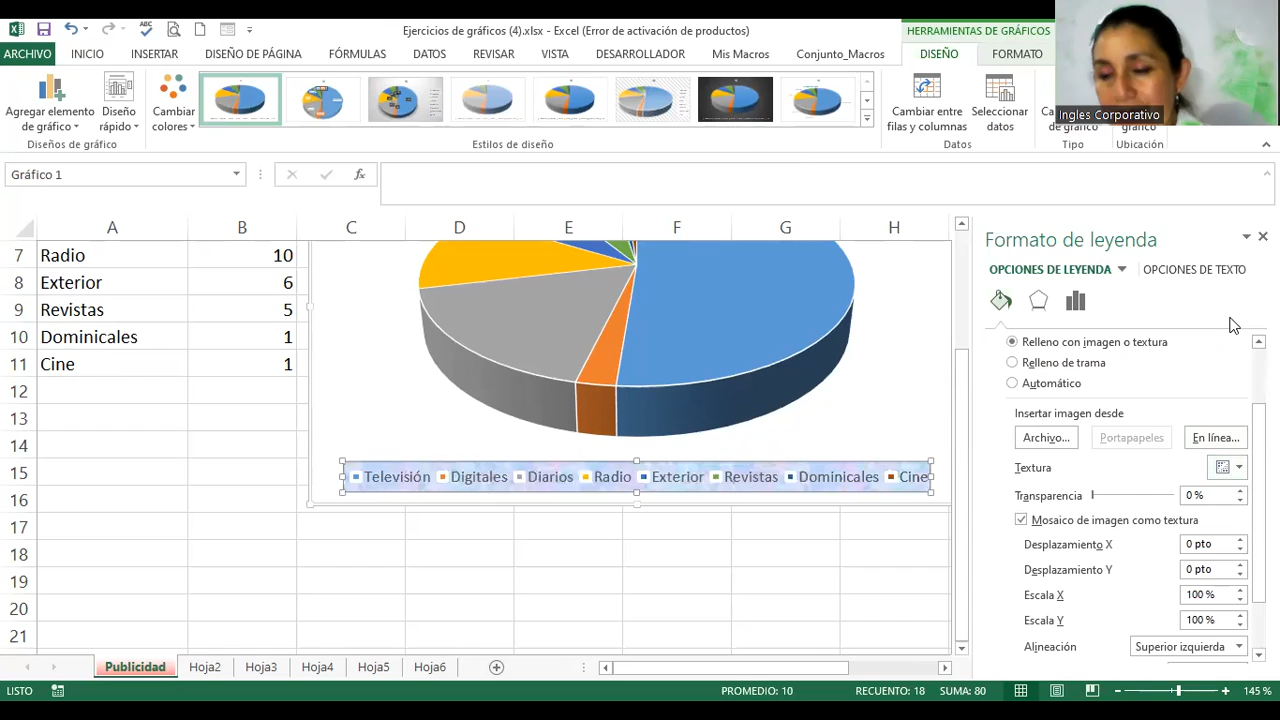 Ejercicios de gráficos (4).xlsx - Excel (Error de activación de productos)
HERRAMIENTAS DE GRÁFICOS
ARCHIVO INICIO INSERTAR DISEÑO DE PÁGINA FÓRMULAS DATOS REVISAR VISTA DESARROLLADOR Mis Macros Conjunto_Macros DISEÑO FORMATO
Agregar elemento de gráfico
Diseño rápido
Cambiar colores
Cambiar entre filas y columnas
Seleccionar datos
Ingles Corporativo
de gráfico
gráfico
Diseños de gráfico Estilos de diseño Datos Tipo Ubicación
Gráfico 1
fx
A B C D E F G H
7 Radio 10
8 Exterior 6
9 Revistas 5
10 Dominicales 1
11 Cine 1
12
13
14
15
16
17
18
19
20
21
Televisión Digitales Diarios Radio Exterior Revistas Dominicales Cine
Formato de leyenda
OPCIONES DE LEYENDA OPCIONES DE TEXTO
Relleno con imagen o textura
Relleno de trama
Automático
Insertar imagen desde
Archivo... Portapapeles En línea...
Textura
Transparencia 0 %
Mosaico de imagen como textura
Desplazamiento X 0 pto
Desplazamiento Y 0 pto
Escala X 100 %
Escala Y 100 %
Alineación Superior izquierda
Publicidad Hoja2 Hoja3 Hoja4 Hoja5 Hoja6
LISTO PROMEDIO: 10 RECUENTO: 18 SUMA: 80 145 %